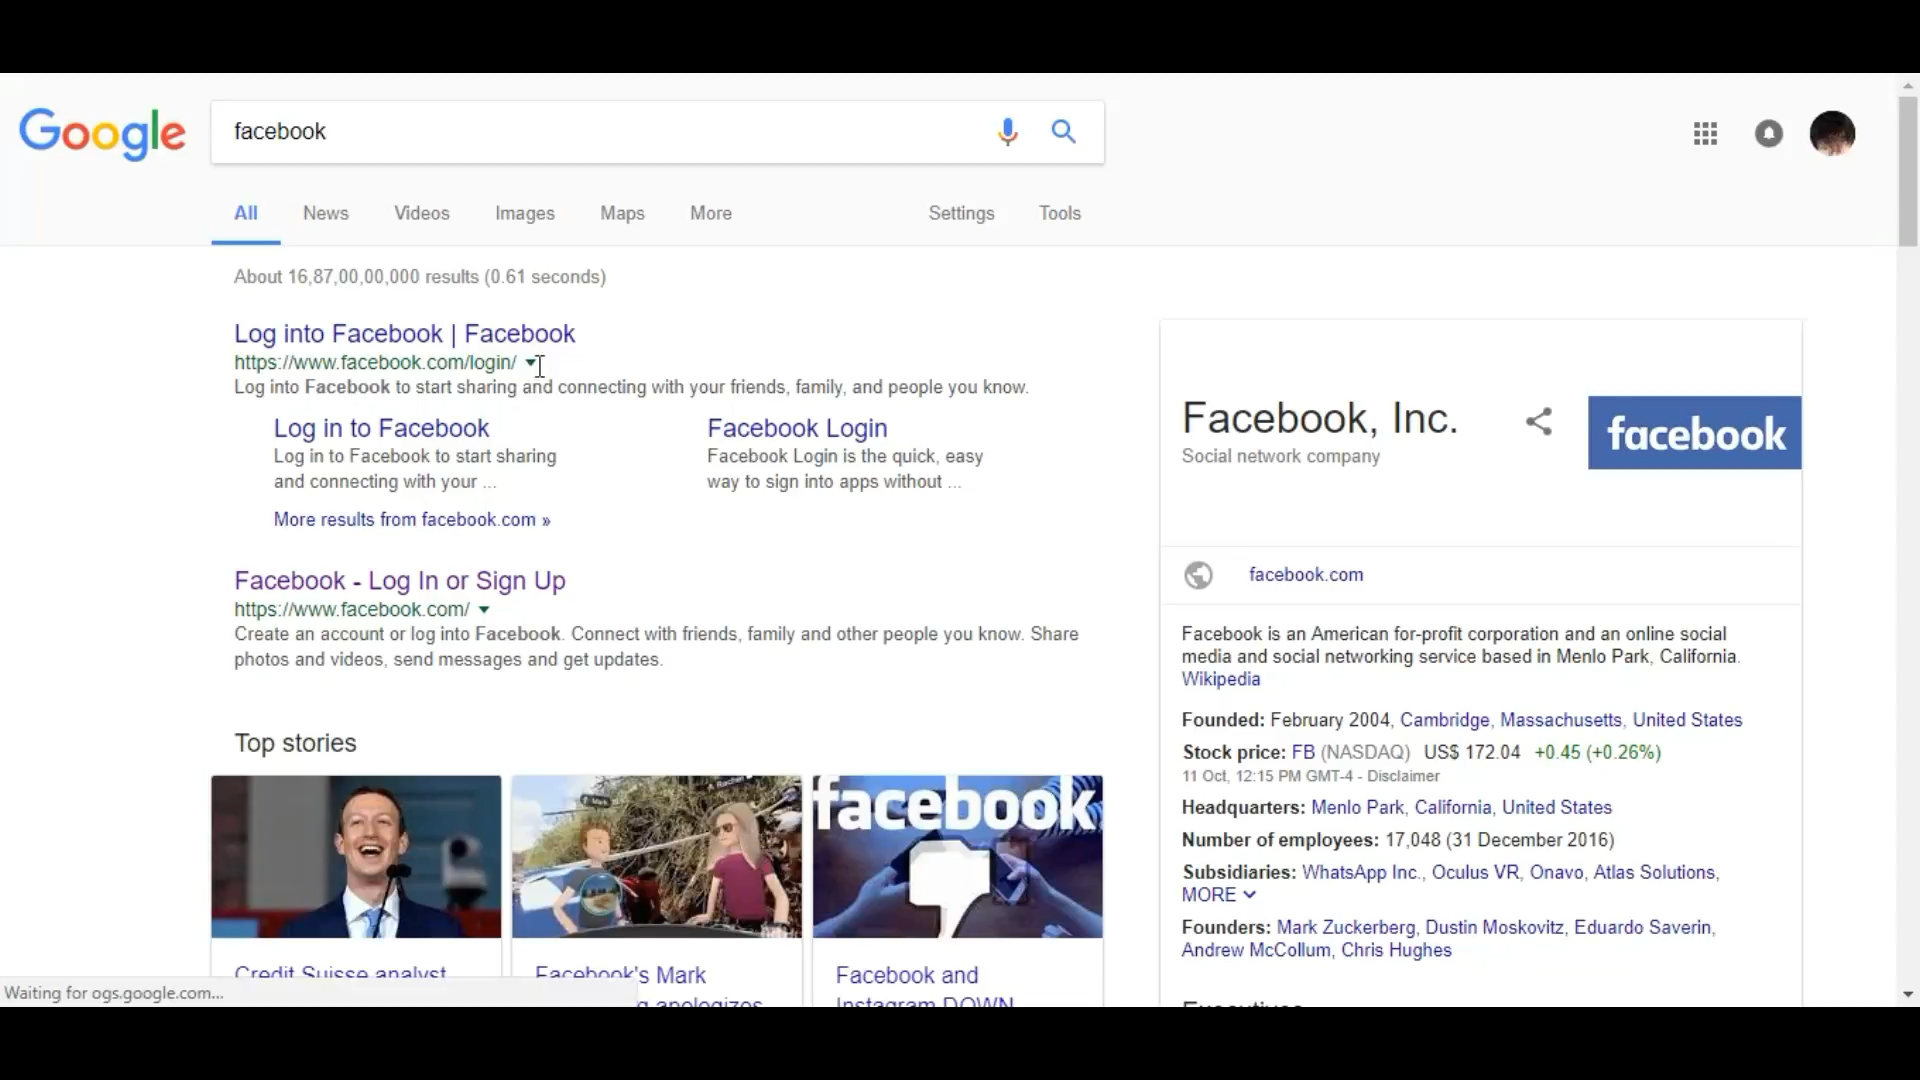 Google
facebook
All News Videos Images Maps More Settings Tools
About 16,87,00,00,000 results (0.61 seconds)
Log into Facebook | Facebook
https://www.facebook.com/login/
Log into Facebook to start sharing and connecting with your friends, family, and people you know.
Log in to Facebook
Log in to Facebook to start sharing
and connecting with your ...
Facebook Login
Facebook Login is the quick, easy
way to sign into apps without ...
More results from facebook.com »
Facebook - Log In or Sign Up
https://www.facebook.com/
Create an account or log into Facebook. Connect with friends, family and other people you know. Share
photos and videos, send messages and get updates.
Top stories
Mark
Rachel
facebook
Credit Suisse analyst
Facebook's Mark
g apologizes
Facebook and
Instagram DOWN
Waiting for ogs.google.com...
Facebook, Inc.
Social network company
facebook
facebook.com
Facebook is an American for-profit corporation and an online social
media and social networking service based in Menlo Park, California.
Wikipedia
Founded: February 2004, Cambridge, Massachusetts, United States
Stock price: FB (NASDAQ) US$ 172.04 +0.45 (+0.26%)
11 Oct, 12:15 PM GMT-4 - Disclaimer
Headquarters: Menlo Park, California, United States
Number of employees: 17,048 (31 December 2016)
Subsidiaries: WhatsApp Inc., Oculus VR, Onavo, Atlas Solutions,
MORE
Founders: Mark Zuckerberg, Dustin Moskovitz, Eduardo Saverin,
Andrew McCollum, Chris Hughes
Executives